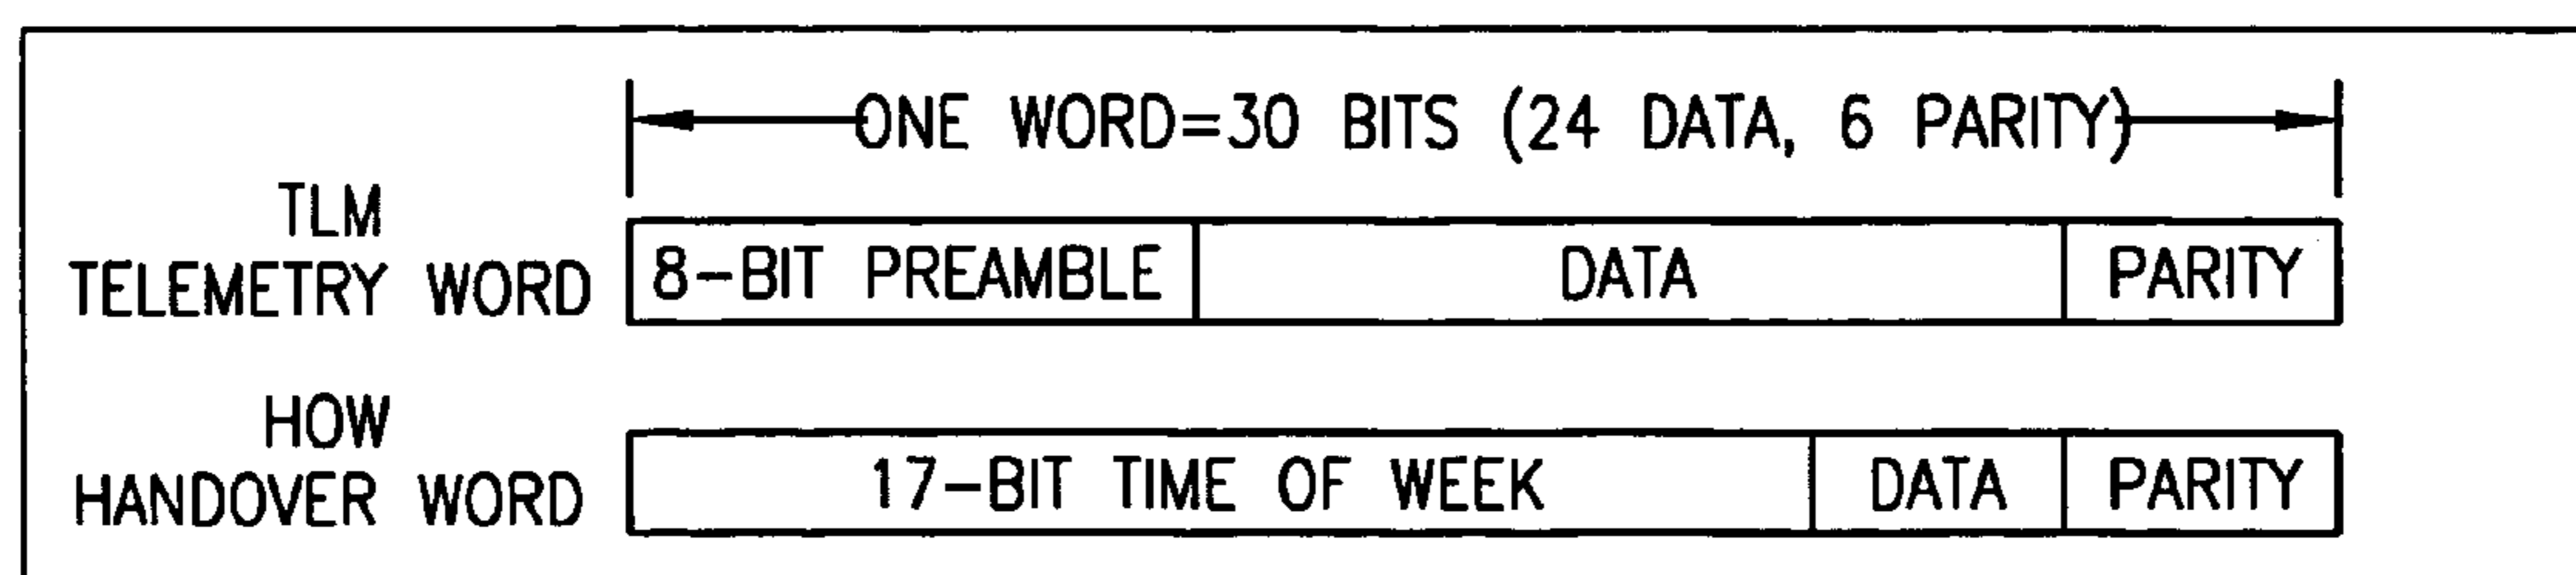 ONE WORD=30 BITS (24 DATA, 6 PARITY)
TLM
TELEMETRY WORD
8-BIT PREAMBLE DATA PARITY
HOW
HANDOVER WORD
17-BIT TIME OF WEEK DATA PARITY